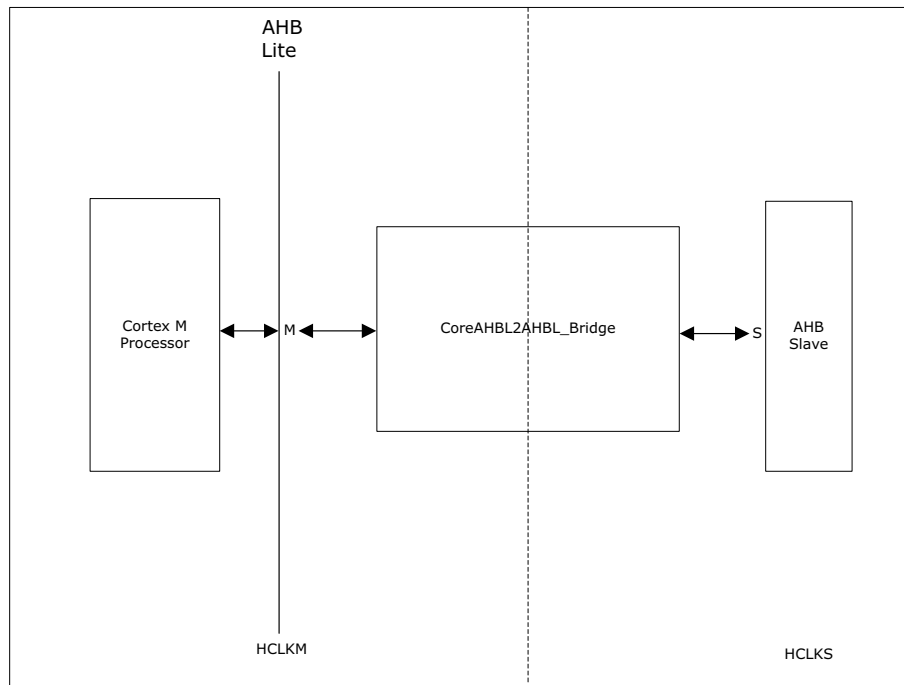 AHB
Lite
Cortex M
Processor
M
CoreAHBL2AHBL_Bridge
S
AHB
Slave
HCLKM
HCLKS